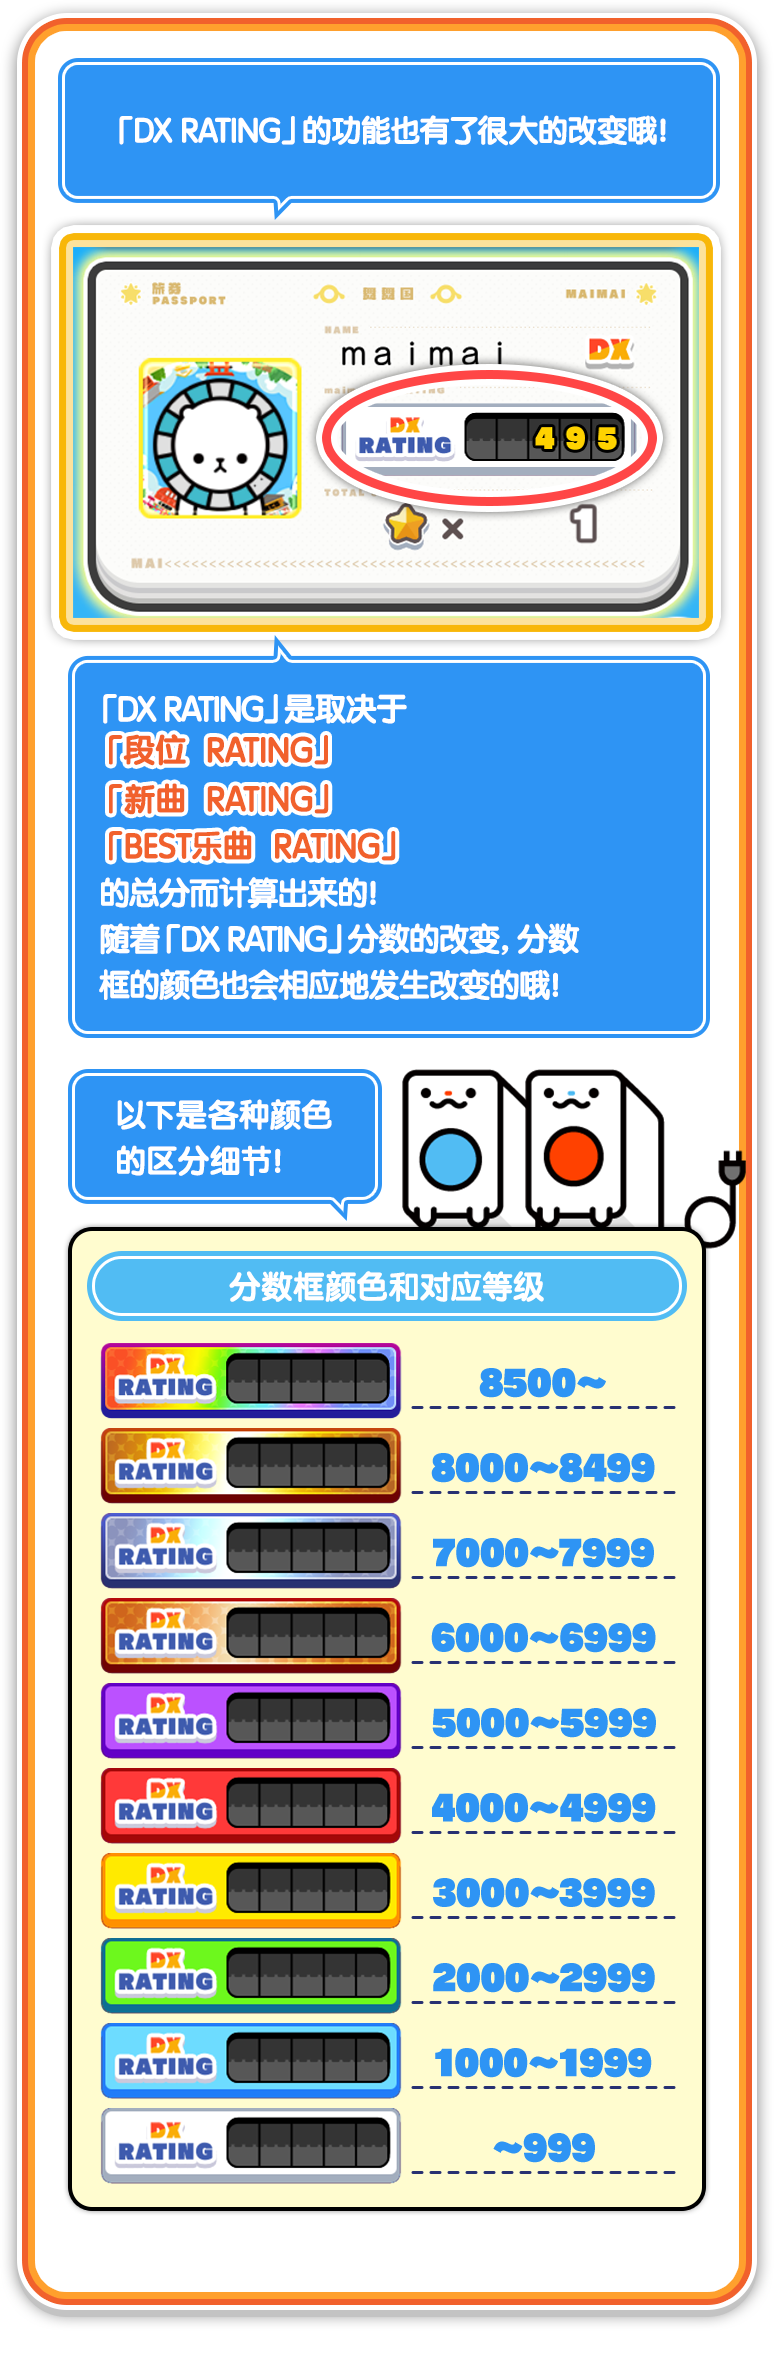 「DX RATING」的功能也有了很大的改变哦!
旅券
PASSPORT
MAIMAI
NAME
maimai
DX
DX
RATING
495
× 1
MAI<<<<<<<<<<<<<<<<<<<<<<<<<<<<<<<<<<<<<<<<<<<<<<<<<<<<<<<<
「DX RATING」是取决于
「段位 RATING」
「新曲 RATING」
「BEST乐曲 RATING」
的总分而计算出来的!
随着「DX RATING」分数的改变, 分数
框的颜色也会相应地发生改变的哦!
以下是各种颜色
的区分细节!
分数框颜色和对应等级
DX
RATING
8500~
DX
RATING
8000~8499
DX
RATING
7000~7999
DX
RATING
6000~6999
DX
RATING
5000~5999
DX
RATING
4000~4999
DX
RATING
3000~3999
DX
RATING
2000~2999
DX
RATING
1000~1999
DX
RATING
~999